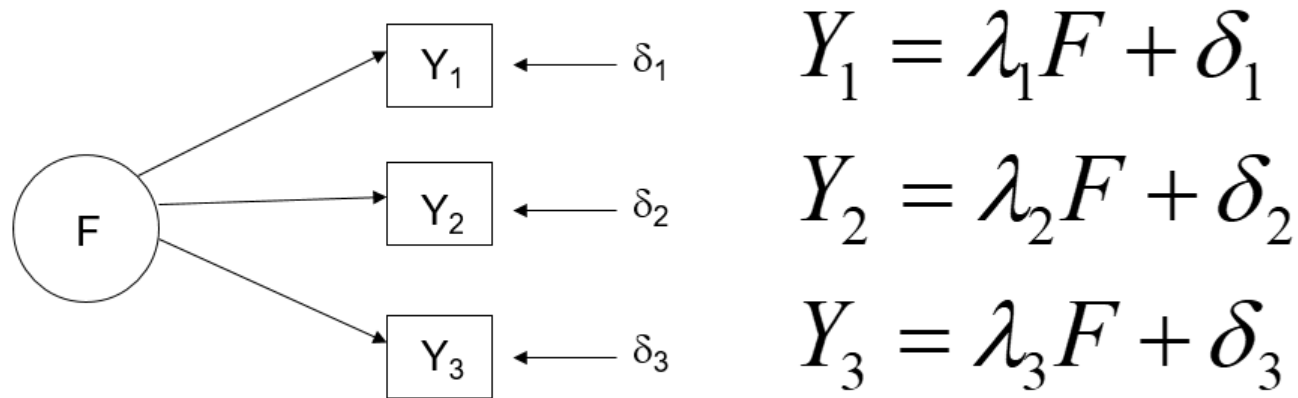 Y₁ δ₁ Y₁ = λ₁F + δ₁
F Y₂ δ₂ Y₂ = λ₂F + δ₂
Y₃ δ₃ Y₃ = λ₃F + δ₃